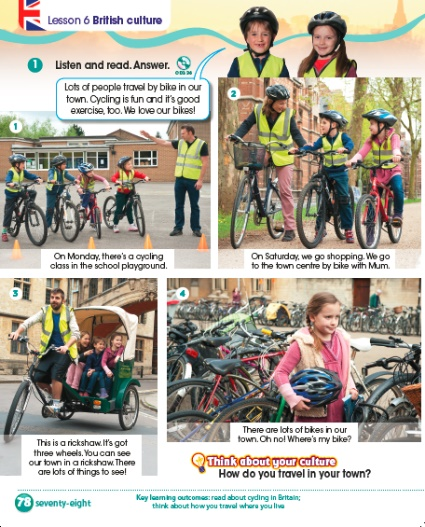 Lesson 6 British culture
1 Listen and read. Answer.
Lots of people travel by bike in our
town. Cycling is fun and it's good
exercise, too. We love our bikes!
1
On Monday, there's a cycling
class in the school playground.
2
On Saturday, we go shopping. We go
to the town centre by bike with Mum.
3
This is a rickshaw. It's got
three wheels. You can see
our town in a rickshaw. There
are lots of things to see!
4
There are lots of bikes in our
town. Oh no! Where's my bike?
Think about your culture
How do you travel in your town?
78 seventy-eight
Key learning outcomes: read about cycling in Britain;
think about how you travel where you live